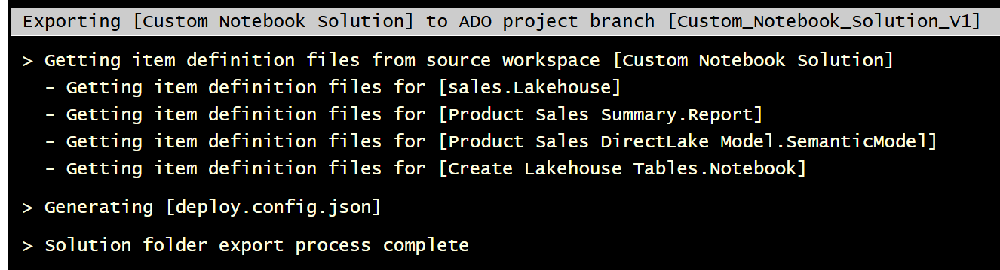 Exporting [Custom Notebook Solution] to ADO project branch [Custom_Notebook_Solution_V1]
> Getting item definition files from source workspace [Custom Notebook Solution]
- Getting item definition files for [sales.Lakehouse]
- Getting item definition files for [Product Sales Summary.Report]
- Getting item definition files for [Product Sales DirectLake Model.SemanticModel]
- Getting item definition files for [Create Lakehouse Tables.Notebook]
> Generating [deploy.config.json]
> Solution folder export process complete